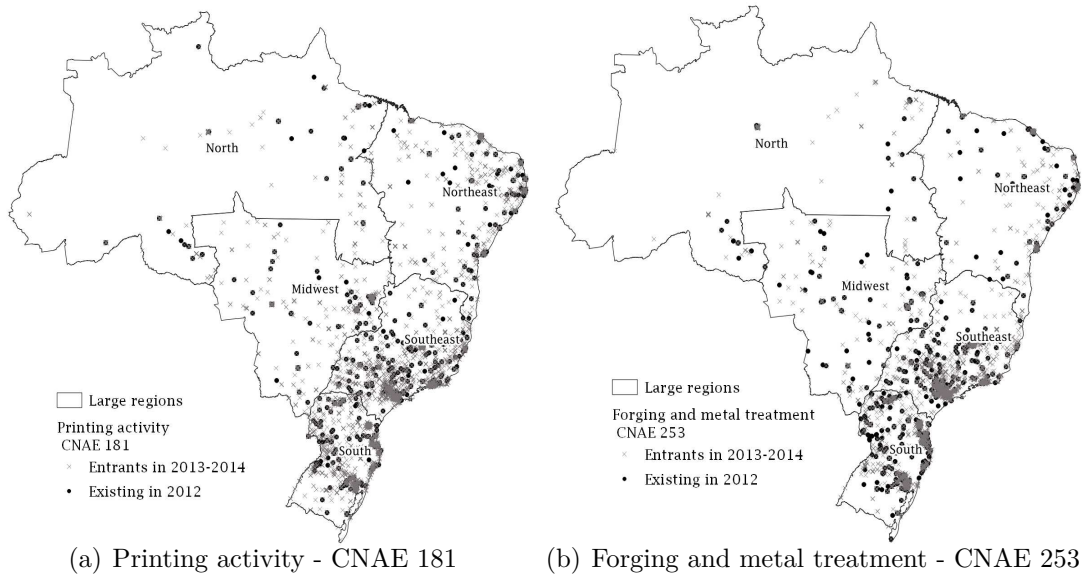 North
Northeast
Midwest
Southeast
South
Large regions
Printing activity
CNAE 181
Entrants in 2013-2014
Existing in 2012
(a) Printing activity - CNAE 181
North
Northeast
Midwest
Southeast
South
Large regions
Forging and metal treatment
CNAE 253
Entrants in 2013-2014
Existing in 2012
(b) Forging and metal treatment - CNAE 253